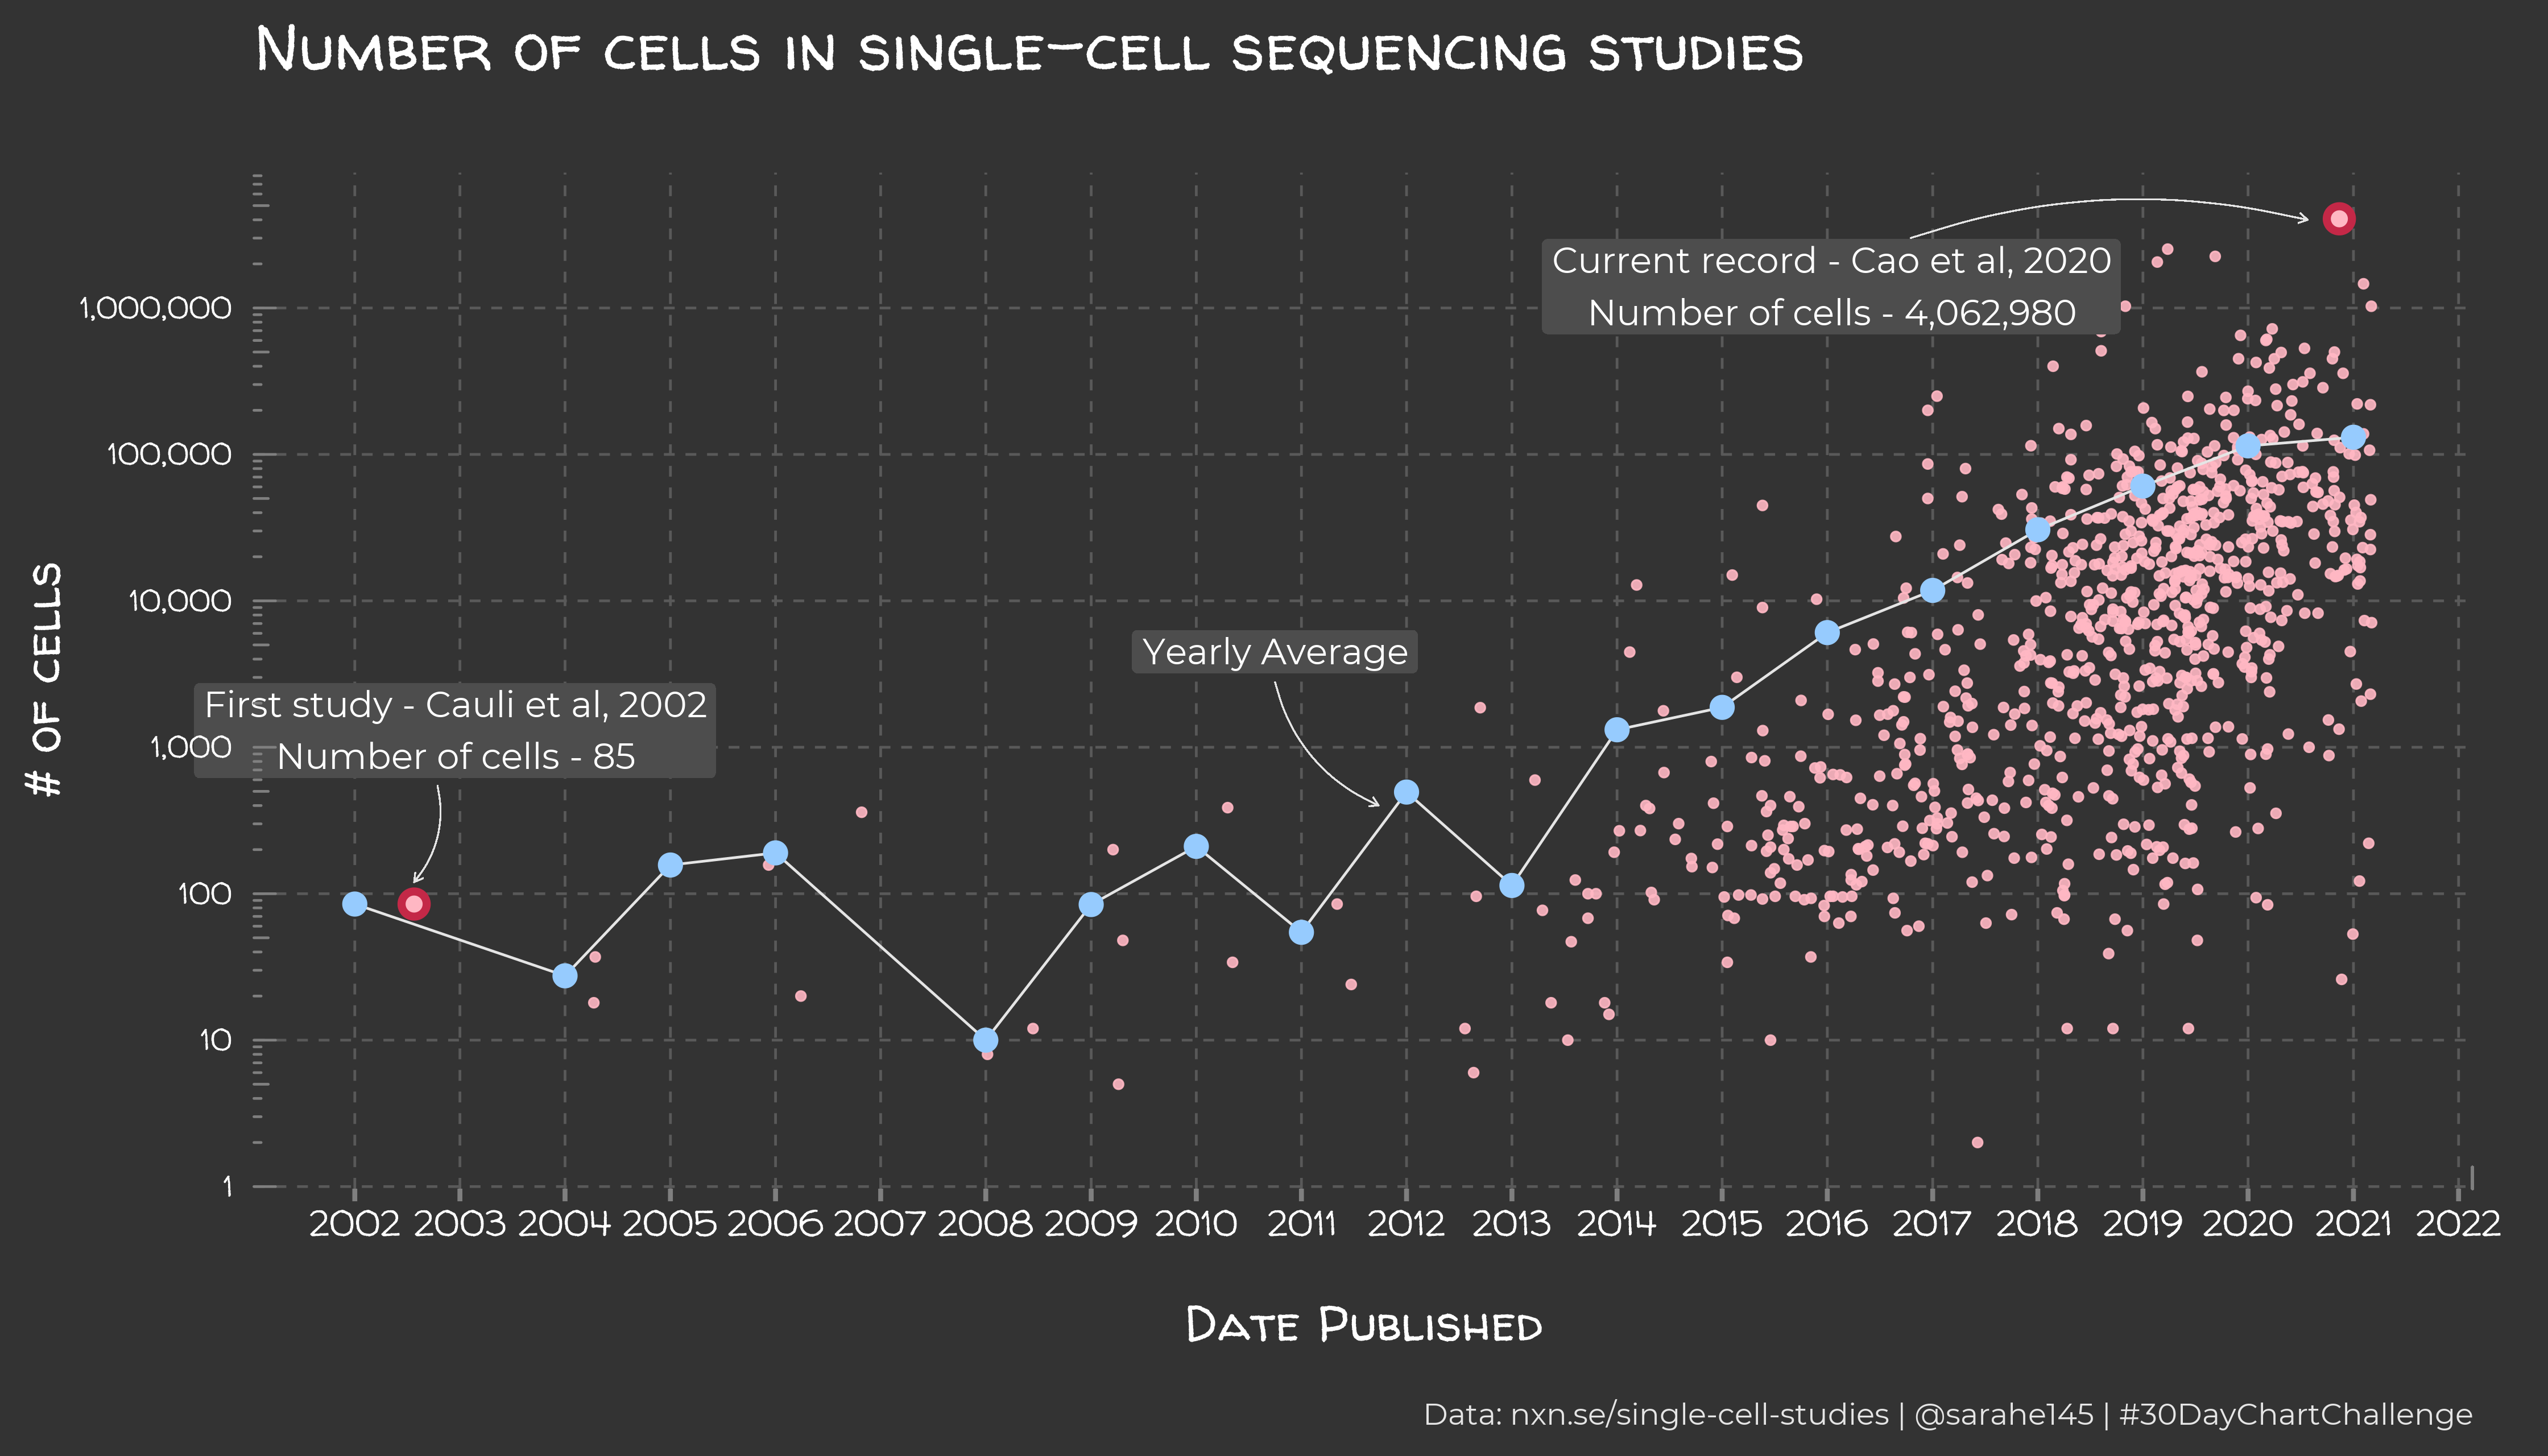 Number of cells in single-cell sequencing studies
Current record - Cao et al, 2020
Number of cells - 4,062,980
1,000,000
100,000
10,000
Yearly Average
First study - Cauli et al, 2002
1,000
Number of cells - 85
100
10
1
# of cells
2002 2003 2004 2005 2006 2007 2008 2009 2010 2011 2012 2013 2014 2015 2016 2017 2018 2019 2020 2021 2022
Date Published
Data: nxn.se/single-cell-studies | @sarahe145 | #30DayChartChallenge